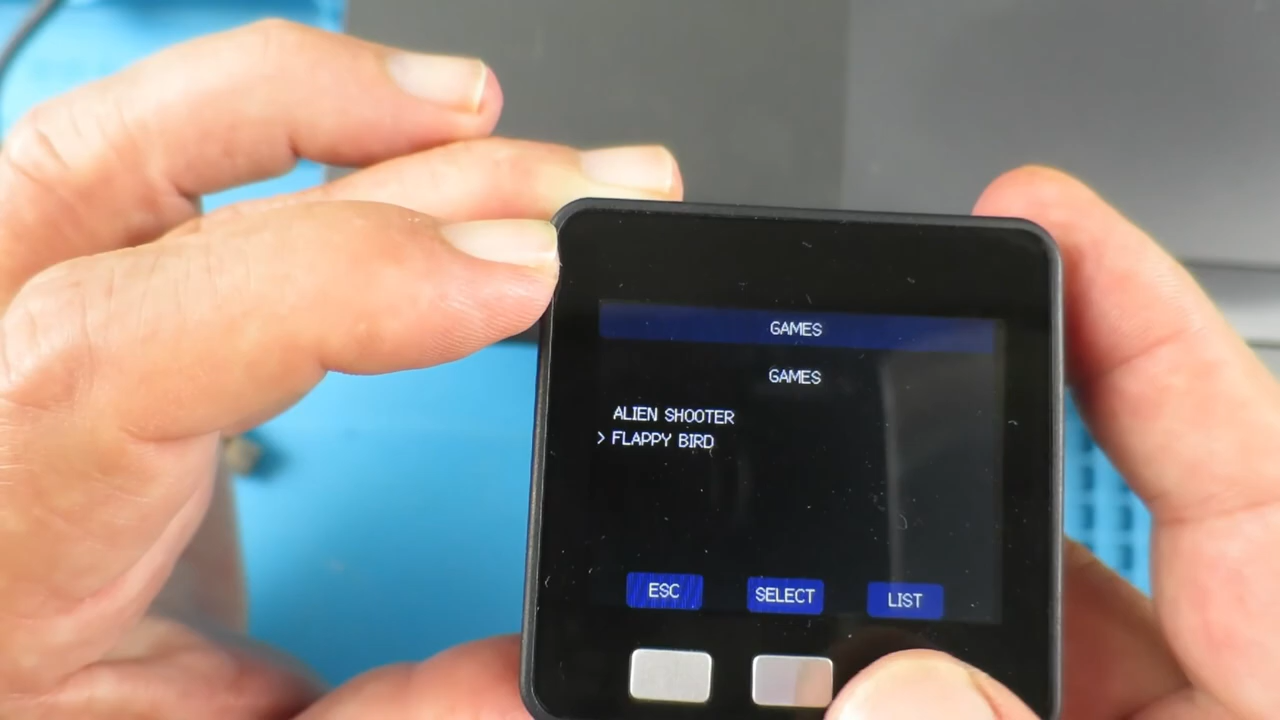 GAMES
GAMES
ALIEN SHOOTER
> FLAPPY BIRD
ESC SELECT LIST